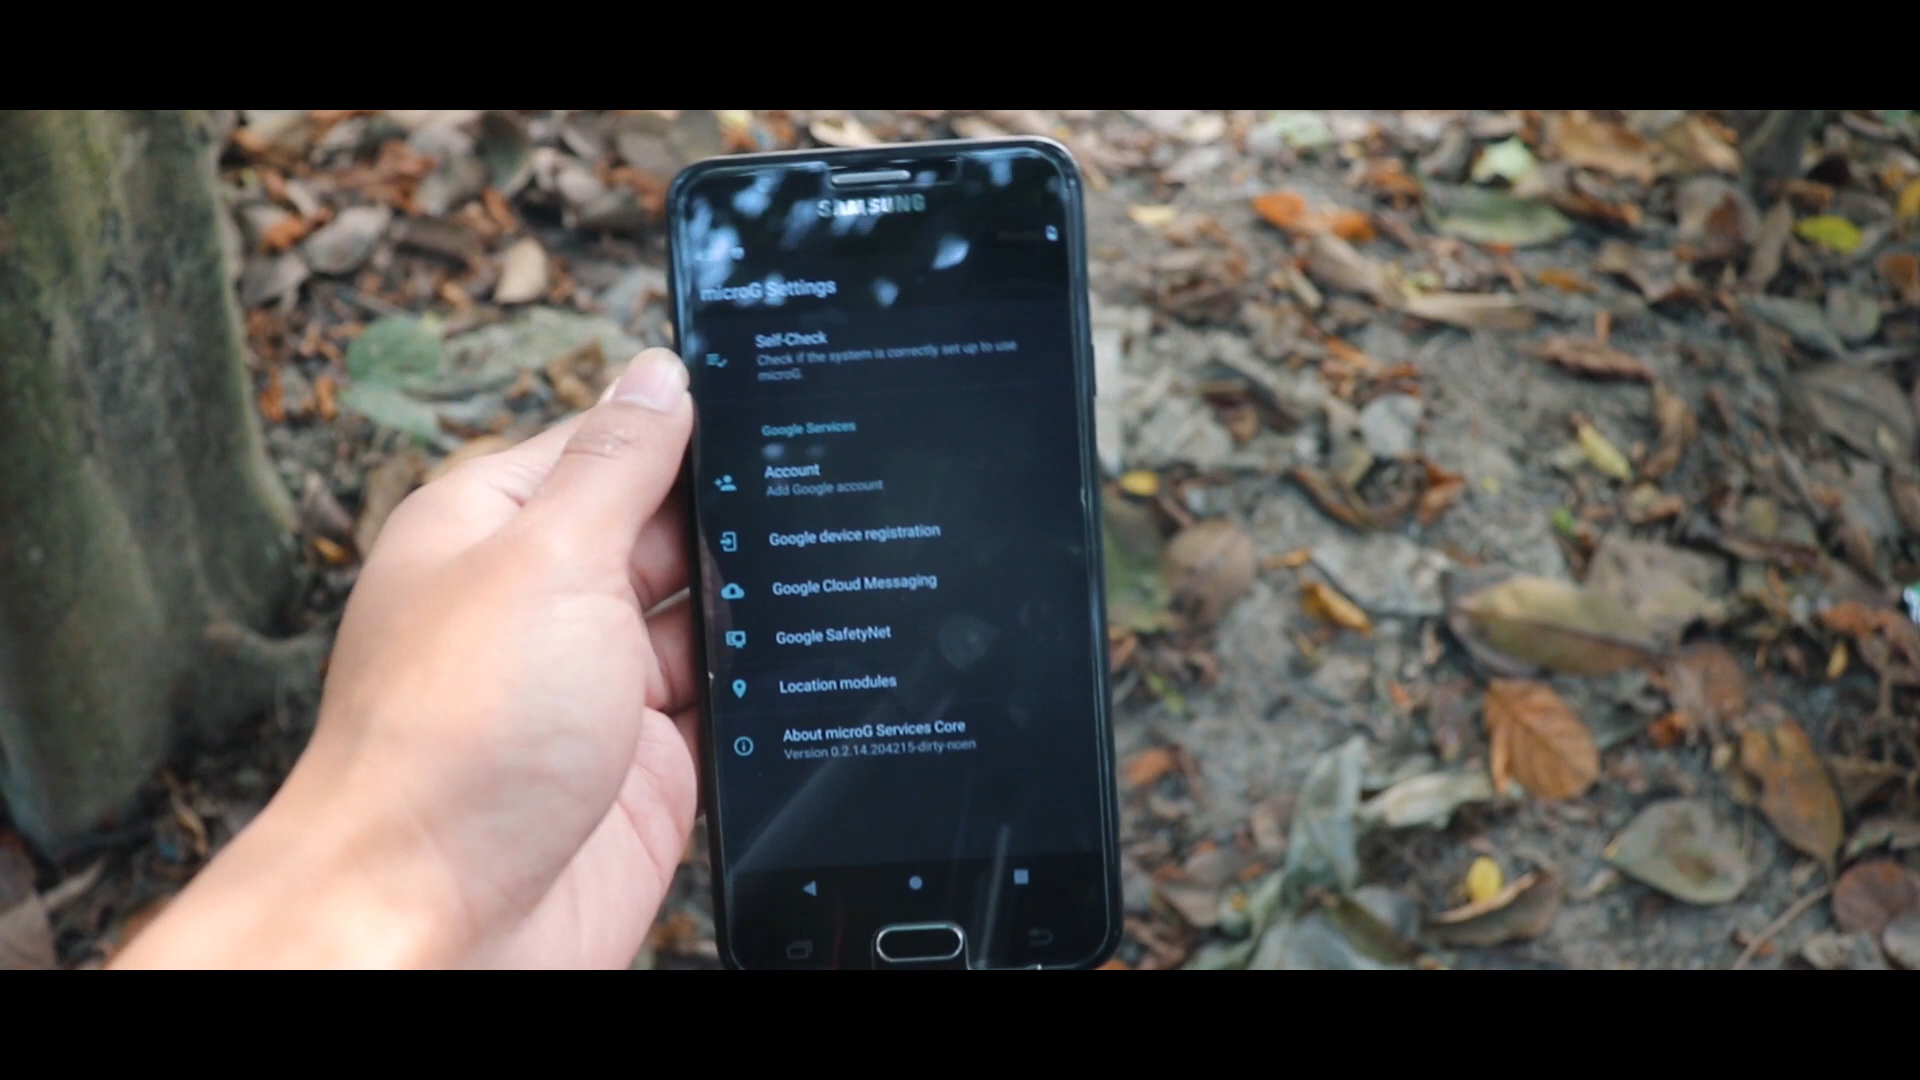 SAMSUNG
microG Settings
Self-Check
Check if the system is correctly set up to use
microG.
Google Services
Account
Add Google account
Google device registration
Google Cloud Messaging
Google SafetyNet
Location modules
About microG Services Core
Version 0.2.14.204215-dirty-noen